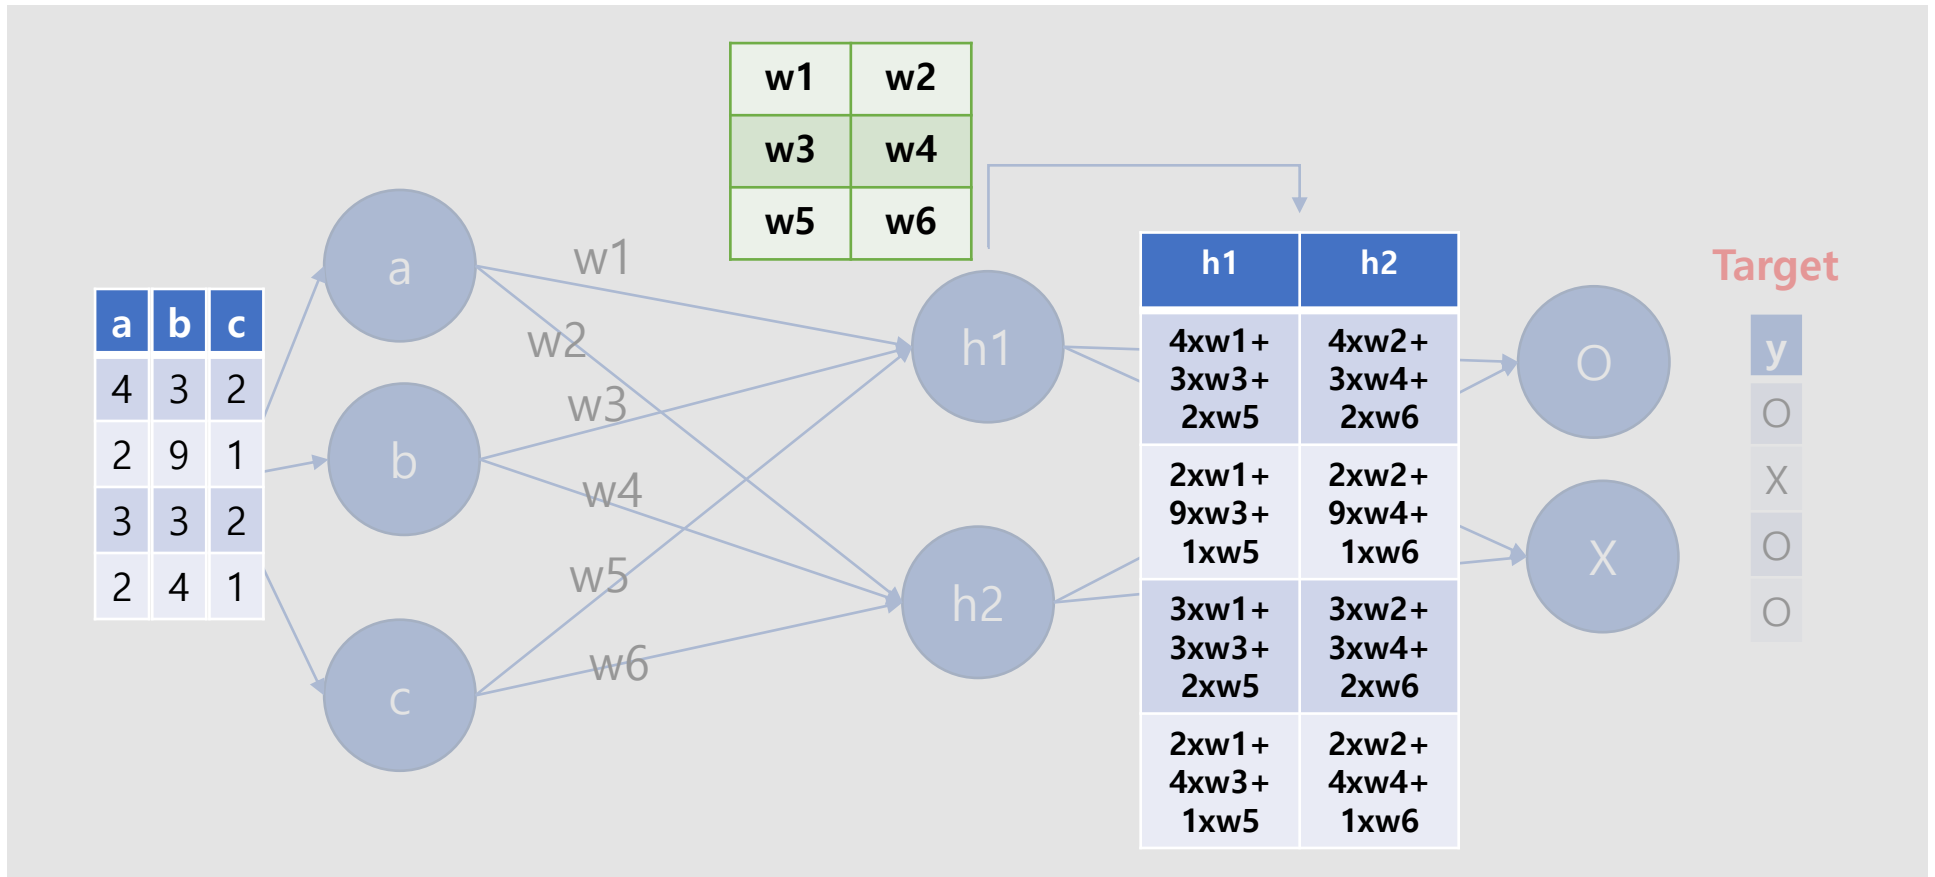 w1 w2
w3 w4
w5 w6
a b c
4 3 2
2 9 1
3 3 2
2 4 1
a
b
c
w1
w2
w3
w4
w5
w6
h1
h2
h1 h2
4xw1+ 4xw2+
3xw3+ 3xw4+
2xw5 2xw6
2xw1+ 2xw2+
9xw3+ 9xw4+
1xw5 1xw6
3xw1+ 3xw2+
3xw3+ 3xw4+
2xw5 2xw6
2xw1+ 2xw2+
4xw3+ 4xw4+
1xw5 1xw6
O
X
Target
y
O
X
O
O